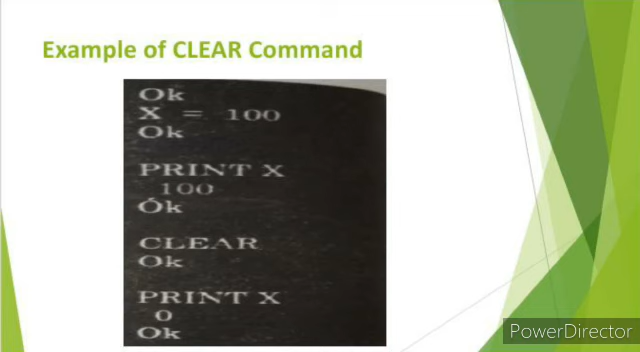 Example of CLEAR Command
Ok
X = 100
Ok
PRINT X
100
Ok
CLEAR
Ok
PRINT X
0
Ok
PowerDirector